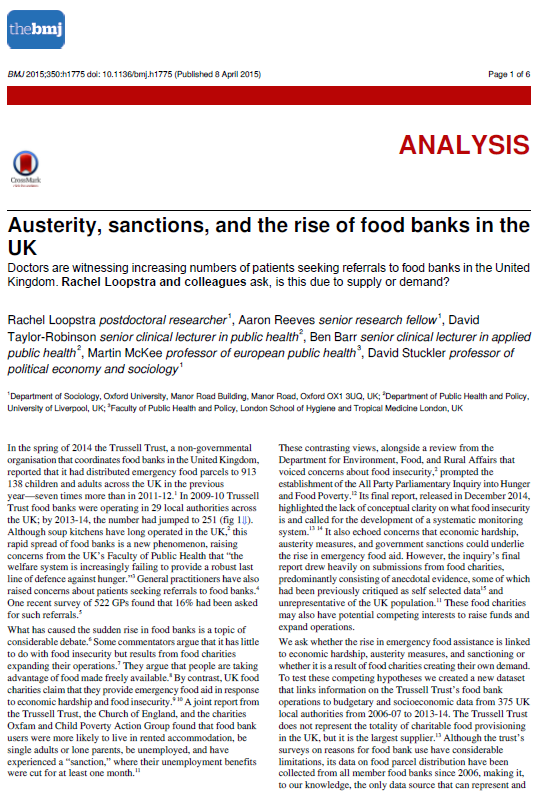 thebmj
BMJ 2015;350:h1775 doi: 10.1136/bmj.h1775 (Published 8 April 2015)
Page 1 of 6
ANALYSIS
CrossMark
Austerity, sanctions, and the rise of food banks in the
UK
Doctors are witnessing increasing numbers of patients seeking referrals to food banks in the United
Kingdom. Rachel Loopstra and colleagues ask, is this due to supply or demand?
Rachel Loopstra postdoctoral researcher1, Aaron Reeves senior research fellow1, David
Taylor-Robinson senior clinical lecturer in public health2, Ben Barr senior clinical lecturer in applied
public health2, Martin McKee professor of european public health3, David Stuckler professor of
political economy and sociology1
1Department of Sociology, Oxford University, Manor Road Building, Manor Road, Oxford OX1 3UQ, UK; 2Department of Public Health and Policy,
University of Liverpool, UK; 3Faculty of Public Health and Policy, London School of Hygiene and Tropical Medicine London, UK
In the spring of 2014 the Trussell Trust, a non-governmental
organisation that coordinates food banks in the United Kingdom,
reported that it had distributed emergency food parcels to 913
138 children and adults across the UK in the previous
year—seven times more than in 2011-12.1 In 2009-10 Trussell
Trust food banks were operating in 29 local authorities across
the UK; by 2013-14, the number had jumped to 251 (fig 1⇓).
Although soup kitchens have long operated in the UK,2 this
rapid spread of food banks is a new phenomenon, raising
concerns from the UK's Faculty of Public Health that "the
welfare system is increasingly failing to provide a robust last
line of defence against hunger."3 General practitioners have also
raised concerns about patients seeking referrals to food banks.4
One recent survey of 522 GPs found that 16% had been asked
for such referrals.5
What has caused the sudden rise in food banks is a topic of
considerable debate.6 Some commentators argue that it has little
to do with food insecurity but results from food charities
expanding their operations.7 They argue that people are taking
advantage of food made freely available.8 By contrast, UK food
charities claim that they provide emergency food aid in response
to economic hardship and food insecurity.9 10 A joint report from
the Trussell Trust, the Church of England, and the charities
Oxfam and Child Poverty Action Group found that food bank
users were more likely to live in rented accommodation, be
single adults or lone parents, be unemployed, and have
experienced a "sanction," where their unemployment benefits
were cut for at least one month.11
These contrasting views, alongside a review from the
Department for Environment, Food, and Rural Affairs that
voiced concerns about food insecurity,2 prompted the
establishment of the All Party Parliamentary Inquiry into Hunger
and Food Poverty.12 Its final report, released in December 2014,
highlighted the lack of conceptual clarity on what food insecurity
is and called for the development of a systematic monitoring
system.13 14 It also echoed concerns that economic hardship,
austerity measures, and government sanctions could underlie
the rise in emergency food aid. However, the inquiry's final
report drew heavily on submissions from food charities,
predominantly consisting of anecdotal evidence, some of which
had been previously critiqued as self selected data15 and
unrepresentative of the UK population.11 These food charities
may also have potential competing interests to raise funds and
expand operations.
We ask whether the rise in emergency food assistance is linked
to economic hardship, austerity measures, and sanctioning or
whether it is a result of food charities creating their own demand.
To test these competing hypotheses we created a new dataset
that links information on the Trussell Trust's food bank
operations to budgetary and socioeconomic data from 375 UK
local authorities from 2006-07 to 2013-14. The Trussell Trust
does not represent the totality of charitable food provisioning
in the UK, but it is the largest supplier.13 Although the trust's
surveys on reasons for food bank use have considerable
limitations, its data on food parcel distribution have been
collected from all member food banks since 2006, making it,
to our knowledge, the only data source that can represent and